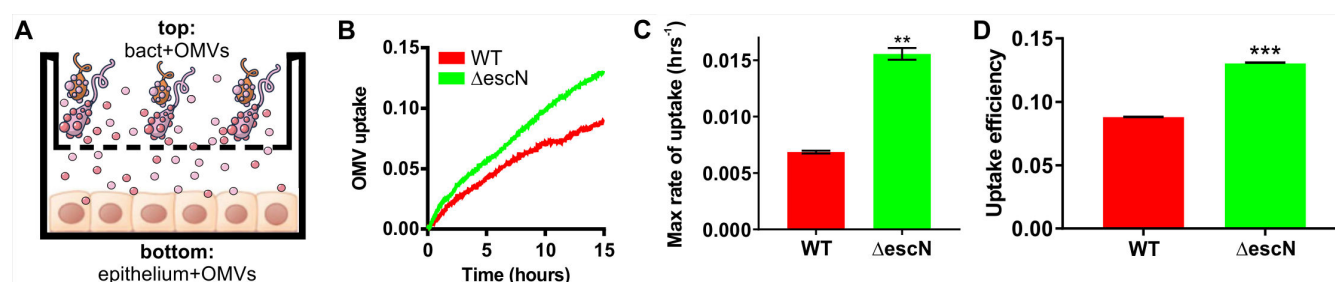 A
top:
bact+OMVs
bottom:
epithelium+OMVs
B
OMV uptake
0.15
0.10
0.05
0.00
WT
ΔescN
0 5 10 15
Time (hours)
C
Max rate of uptake (hrs⁻¹)
0.015
0.010
0.005
0.000
**
WT ΔescN
D
Uptake efficiency
0.15
0.10
0.05
0.00
***
WT ΔescN